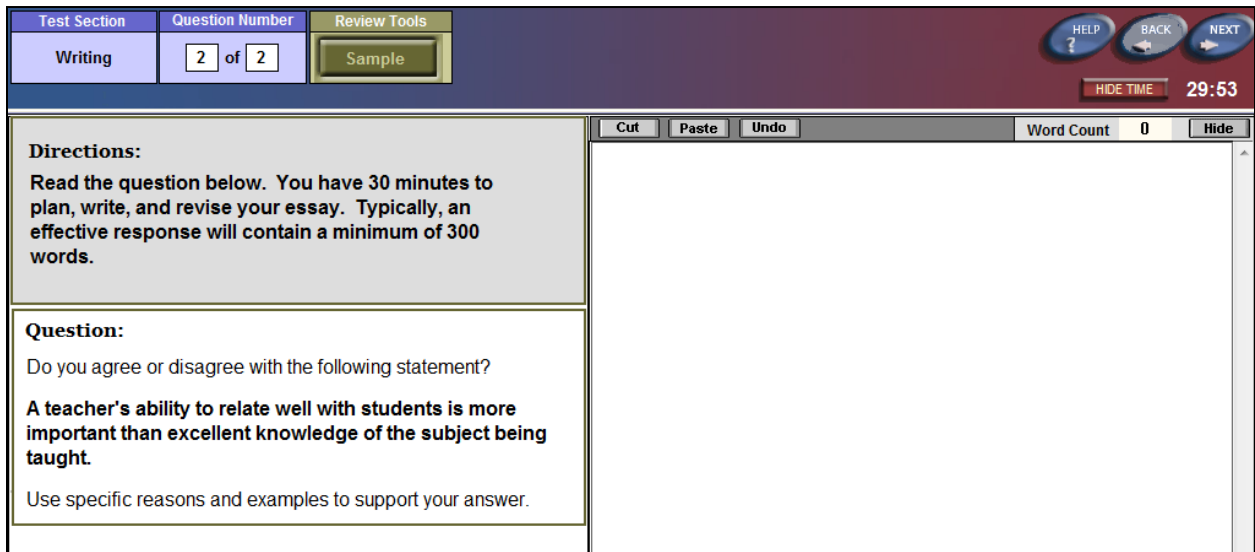 Test Section
Question Number
Review Tools
Writing
2 of 2
Sample
HELP
?
BACK
NEXT
HIDE TIME
29:53
Directions:
Read the question below. You have 30 minutes to
plan, write, and revise your essay. Typically, an
effective response will contain a minimum of 300
words.
Question:
Do you agree or disagree with the following statement?
A teacher's ability to relate well with students is more
important than excellent knowledge of the subject being
taught.
Use specific reasons and examples to support your answer.
Cut
Paste
Undo
Word Count 0
Hide